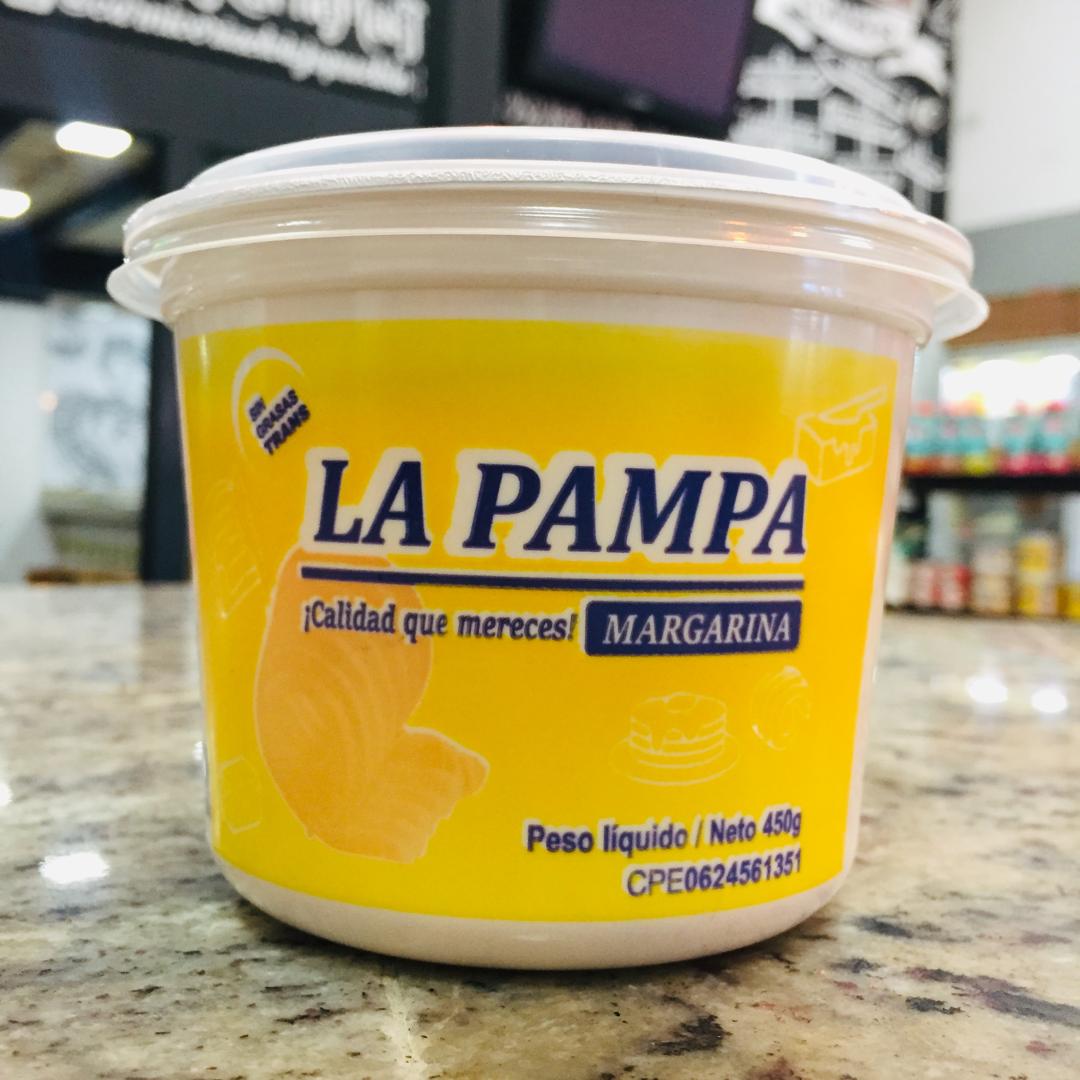 SIN
GRASAS
TRANS
LA PAMPA
¡Calidad que mereces! MARGARINA
Peso líquido / Neto 450g
CPE0624561351